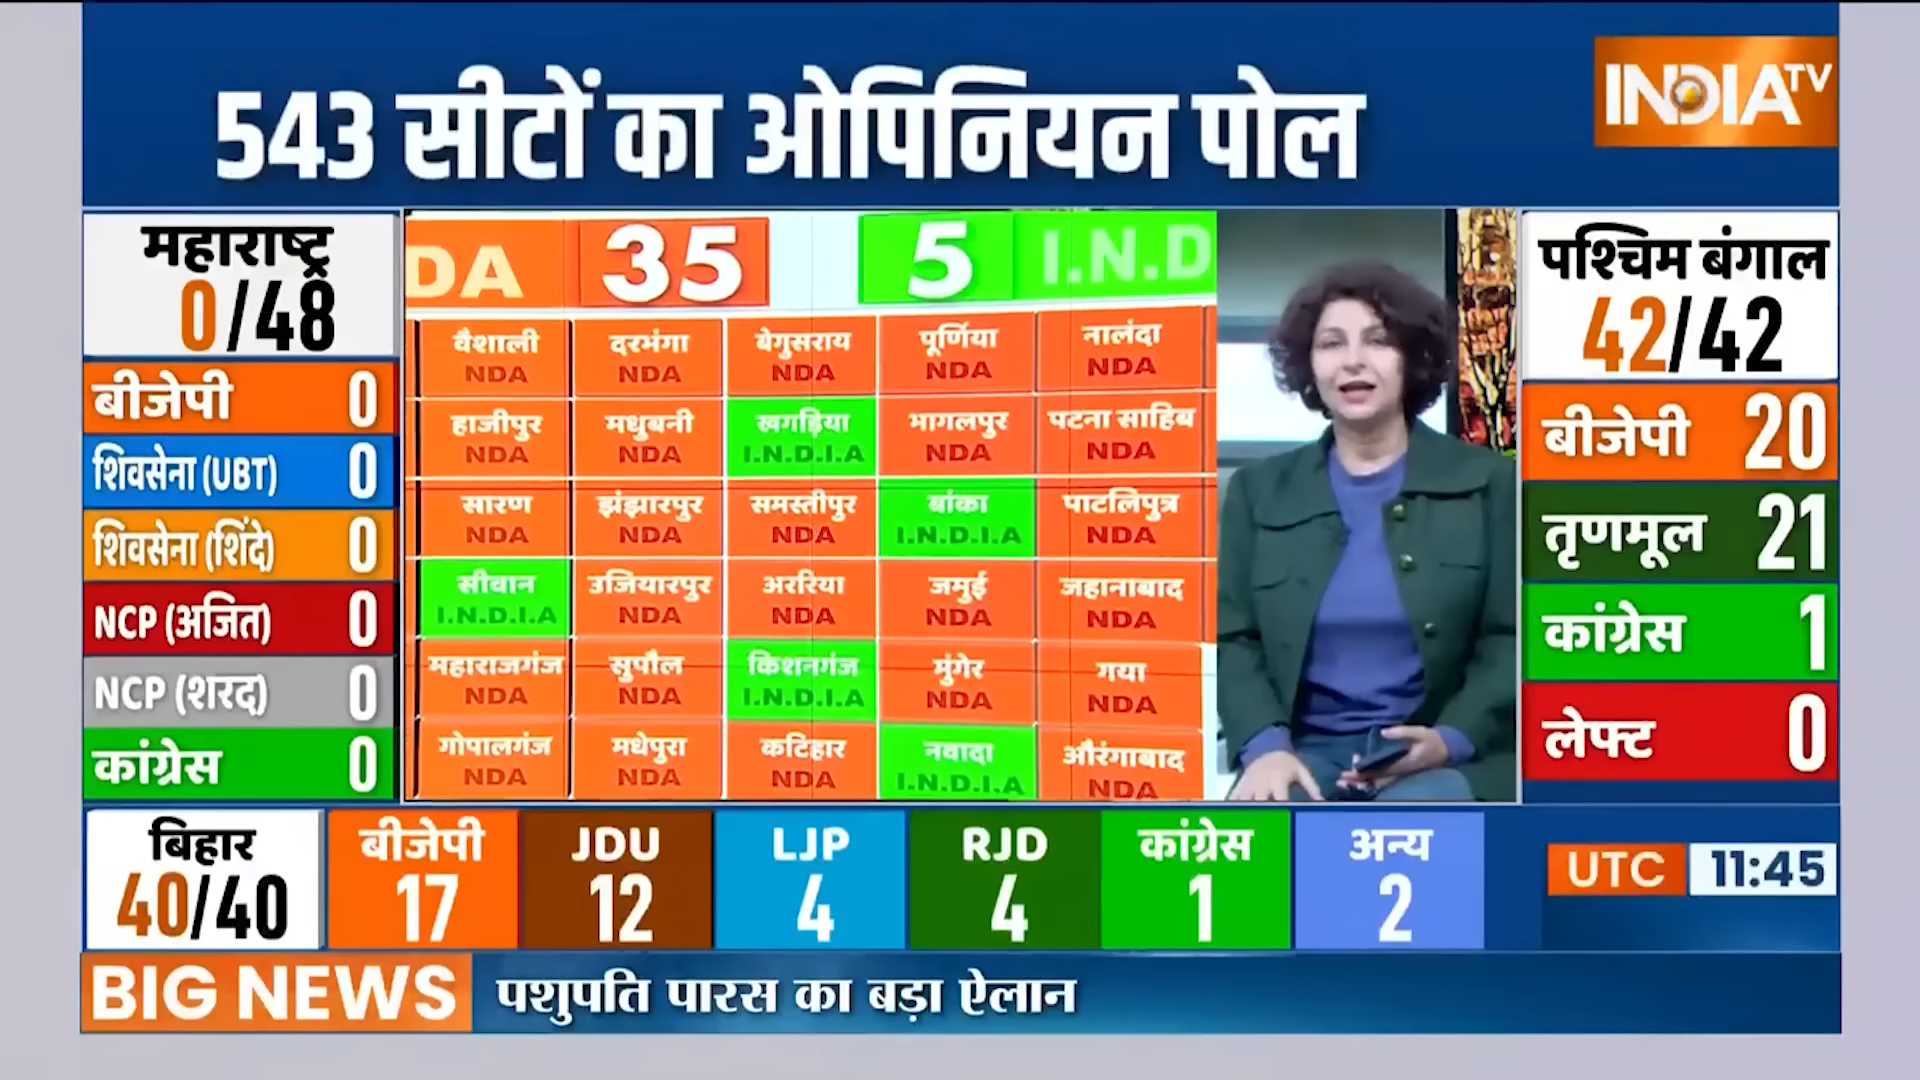 543 सीटों का ओपिनियन पोल
INDIA TV
महाराष्ट्र
0/48
बीजेपी 0
शिवसेना (UBT) 0
शिवसेना (शिंदे) 0
NCP (अजित) 0
NCP (शरद) 0
कांग्रेस 0
DA 35 5 I.N.D
वैशाली दरभंगा बेगुसराय पूर्णिया नालंदा
NDA NDA NDA NDA NDA
हाजीपुर मधुबनी खगड़िया भागलपुर पटना साहिब
NDA NDA I.N.D.I.A NDA NDA
सारण झंझारपुर समस्तीपुर बांका पाटलिपुत्र
NDA NDA NDA I.N.D.I.A NDA
सीवान उजियारपुर अररिया जमुई जहानाबाद
I.N.D.I.A NDA NDA NDA NDA
महाराजगंज सुपौल किशनगंज मुंगेर गया
NDA NDA I.N.D.I.A NDA NDA
गोपालगंज मधेपुरा कटिहार नवादा औरंगाबाद
NDA NDA NDA I.N.D.I.A NDA
पश्चिम बंगाल
42/42
बीजेपी 20
तृणमूल 21
कांग्रेस 1
लेफ्ट 0
बिहार
40/40
बीजेपी JDU LJP RJD कांग्रेस अन्य
17 12 4 4 1 2
UTC 11:45
BIG NEWS पशुपति पारस का बड़ा ऐलान